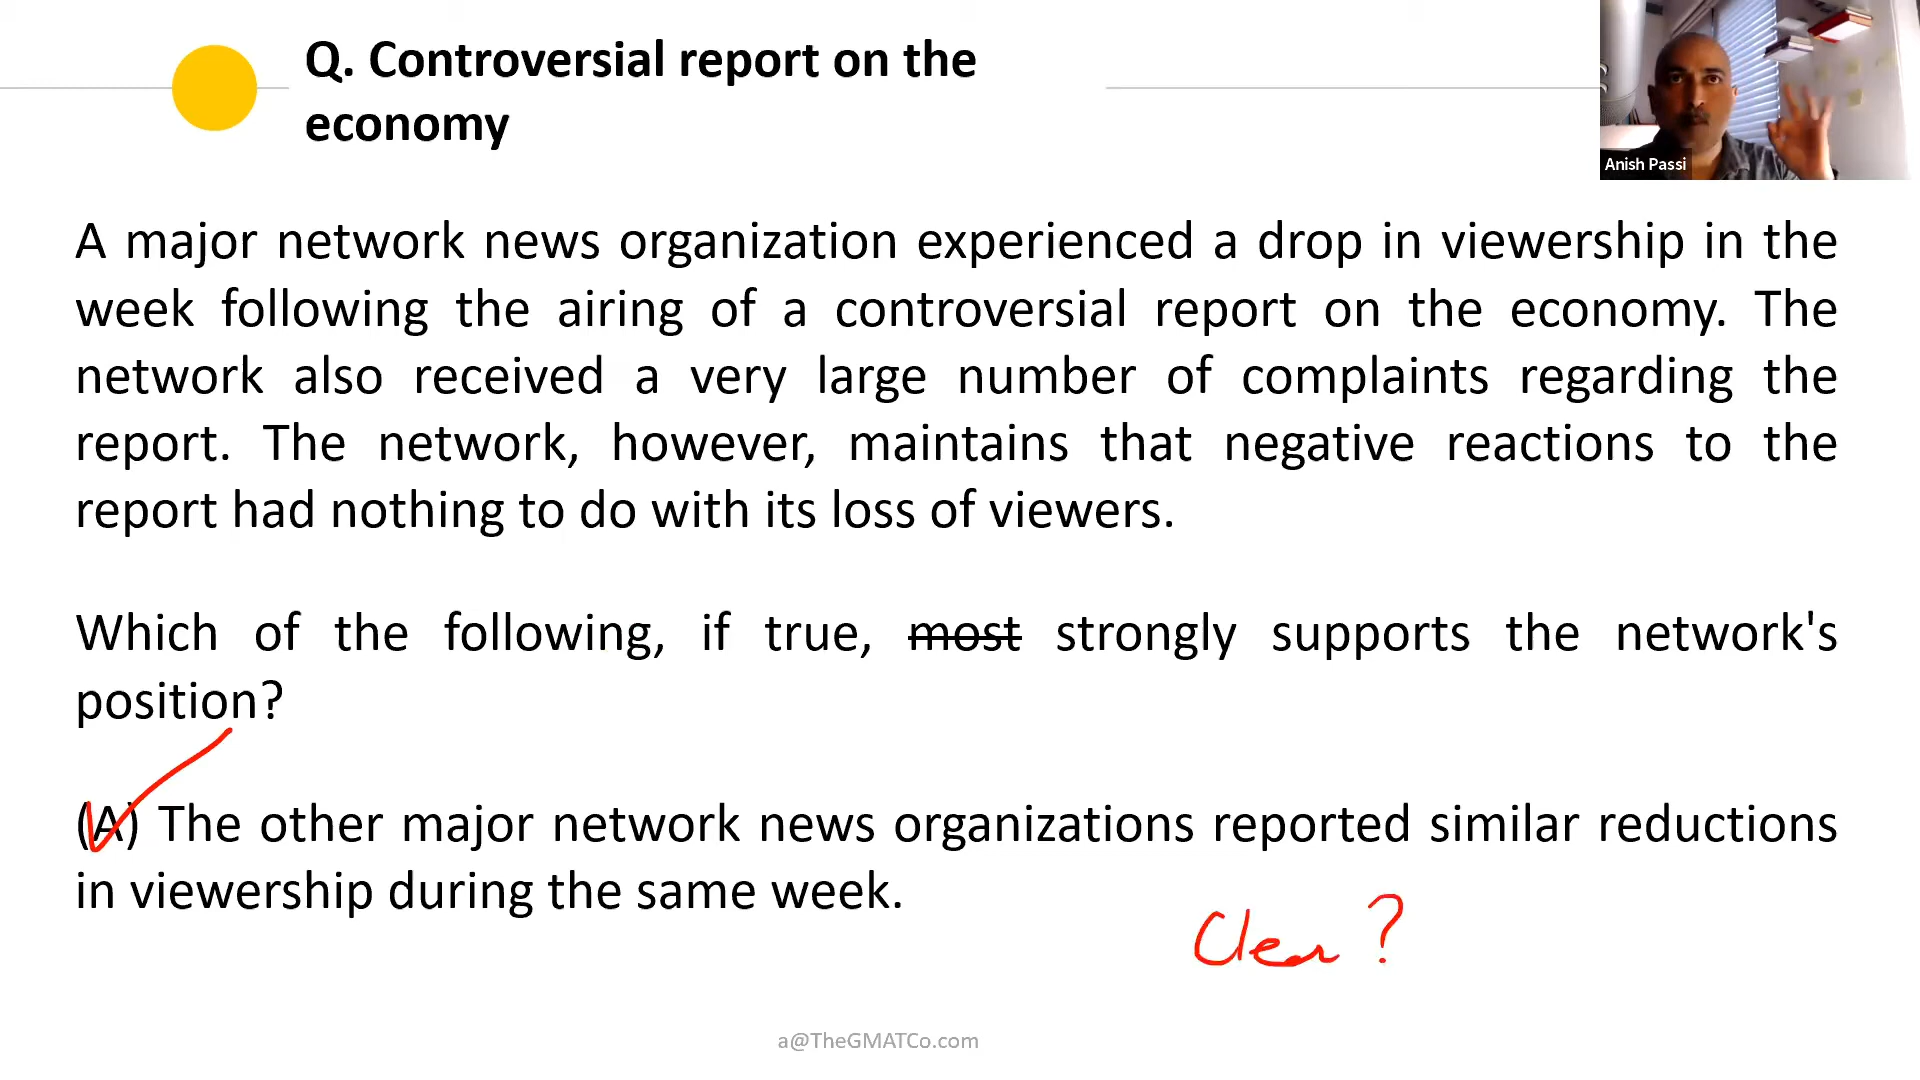 Q. Controversial report on the
economy
Anish Passi
A major network news organization experienced a drop in viewership in the
week following the airing of a controversial report on the economy. The
network also received a very large number of complaints regarding the
report. The network, however, maintains that negative reactions to the
report had nothing to do with its loss of viewers.
Which of the following, if true, most strongly supports the network's
position?
(A) The other major network news organizations reported similar reductions
in viewership during the same week.
Clear ?
a@TheGMATCo.com